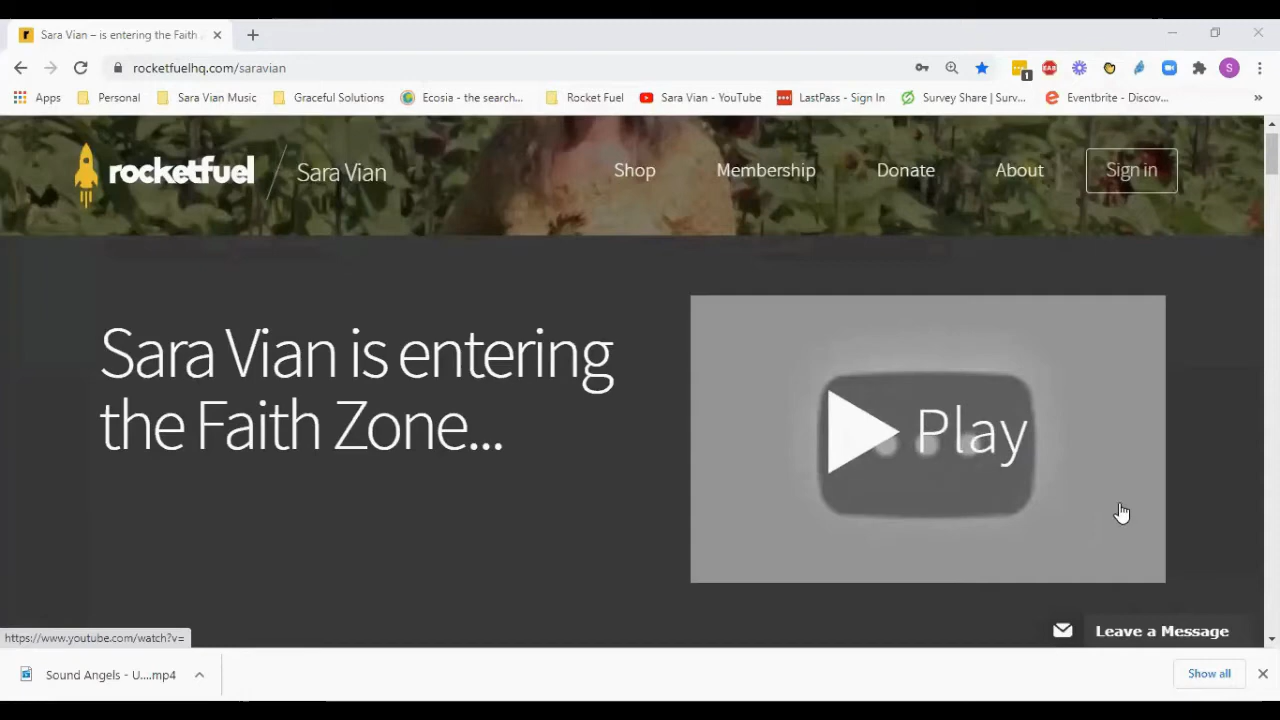 Sara Vian – is entering the Faith
rocketfuelhq.com/saravian
1
S
Apps Personal Sara Vian Music Graceful Solutions Ecosia - the search... Rocket Fuel Sara Vian - YouTube LastPass - Sign In Survey Share | Surv... Eventbrite - Discov... »
rocketfuel / Sara Vian Shop Membership Donate About Sign in
Sara Vian is entering
the Faith Zone...
Play
Leave a Message
https://www.youtube.com/watch?v=
Sound Angels - U....mp4 Show all